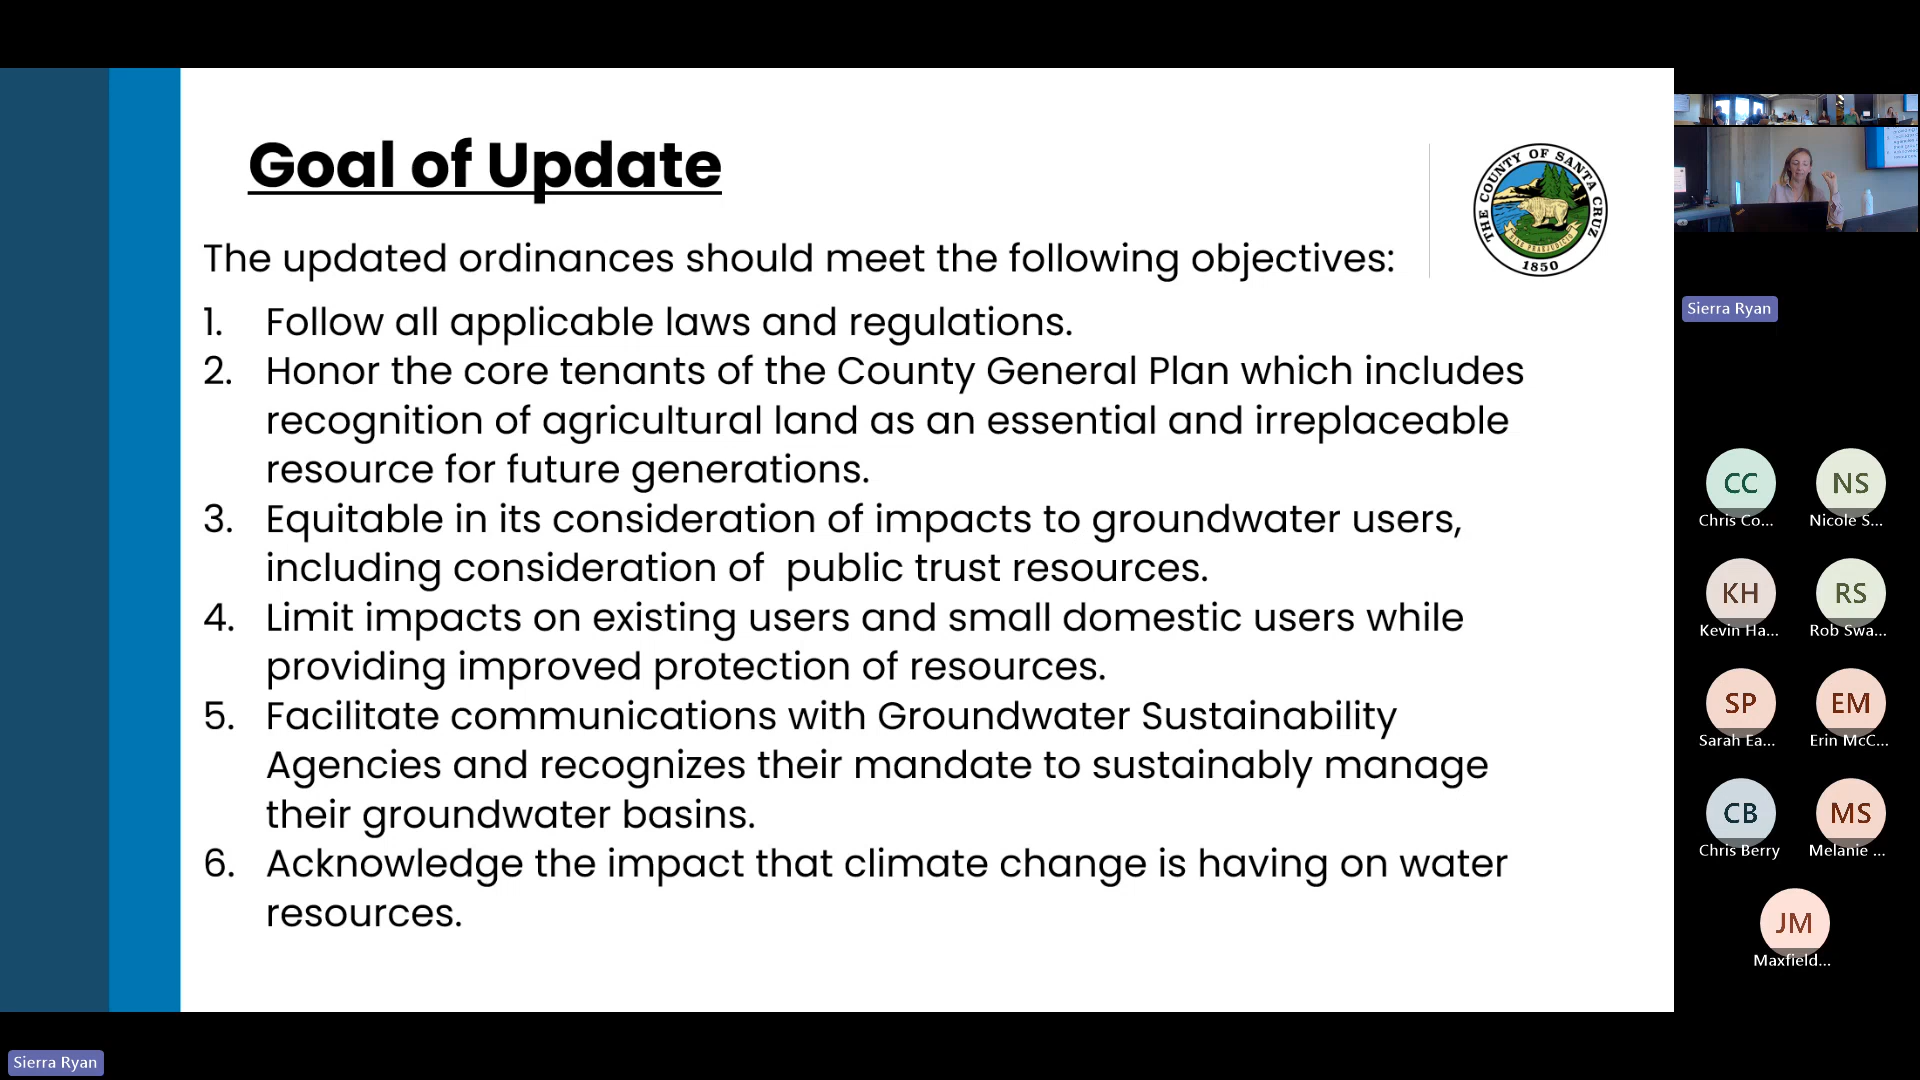 Goal of Update
THE COUNTY OF SANTA CRUZ
1850
The updated ordinances should meet the following objectives:
1. Follow all applicable laws and regulations.
2. Honor the core tenants of the County General Plan which includes
recognition of agricultural land as an essential and irreplaceable
resource for future generations.
3. Equitable in its consideration of impacts to groundwater users,
including consideration of  public trust resources.
4. Limit impacts on existing users and small domestic users while
providing improved protection of resources.
5. Facilitate communications with Groundwater Sustainability
Agencies and recognizes their mandate to sustainably manage
their groundwater basins.
6. Acknowledge the impact that climate change is having on water
resources.
Sierra Ryan
CC
Chris Co...
NS
Nicole S...
KH
Kevin Ha...
RS
Rob Swa...
SP
Sarah Ea...
EM
Erin McC...
CB
Chris Berry
MS
Melanie ...
JM
Maxfield...
Sierra Ryan